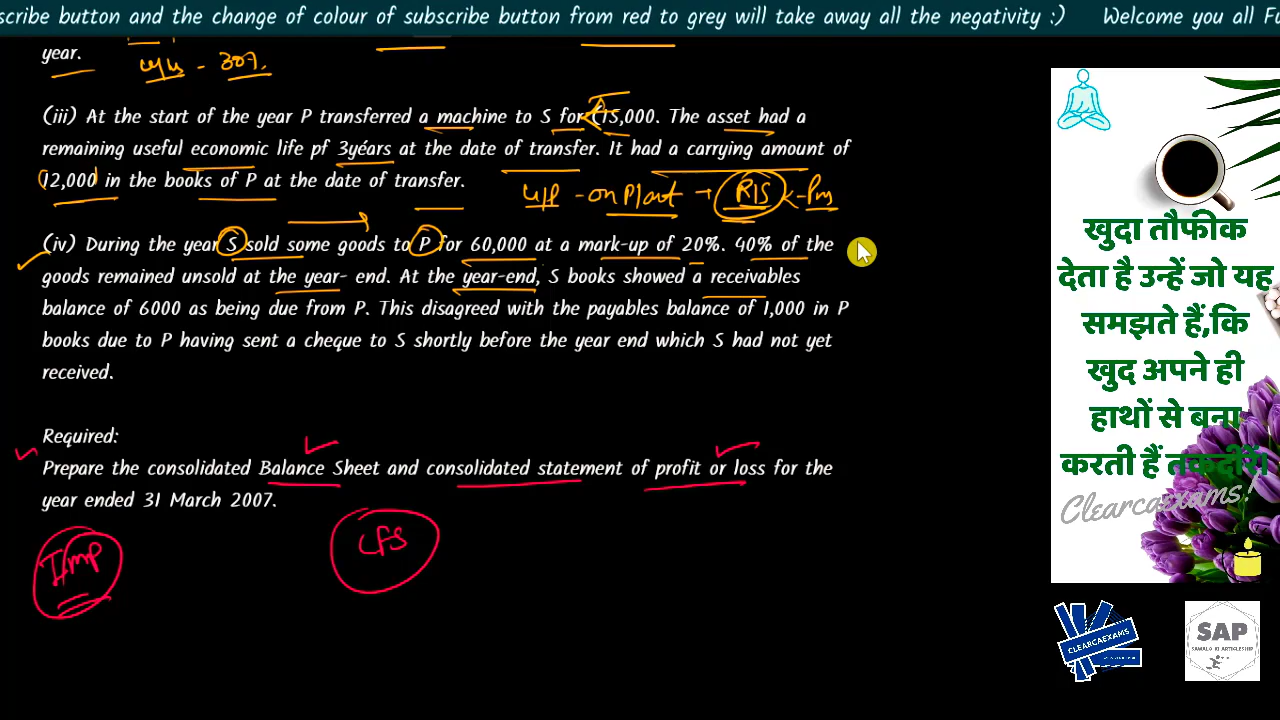 scribe button and the change of colour of subscribe button from red to grey will take away all the negativity :) Welcome you all Fo
year.
w/u - 30%
(iii) At the start of the year P transferred a machine to S for 15,000. The asset had a
remaining useful economic life pf 3years at the date of transfer. It had a carrying amount of
12,000 in the books of P at the date of transfer.
U/P - on Plant → R/S
(iv) During the year S sold some goods to P for 60,000 at a mark-up of 20%. 40% of the
goods remained unsold at the year- end. At the year-end, S books showed a receivables
balance of 6000 as being due from P. This disagreed with the payables balance of 1,000 in P
books due to P having sent a cheque to S shortly before the year end which S had not yet
received.
Required:
Prepare the consolidated Balance Sheet and consolidated statement of profit or loss for the
year ended 31 March 2007.
Imp
CFS
खुदा तौफीक
देता है उन्हें जो यह
समझते हैं,कि
खुद अपने ही
हाथों से बना
करती हैं तकदीरें।
Clearcaexams!
CLEARCAEXAMS
SAP
SAMJLO KI ARTICLESHIP